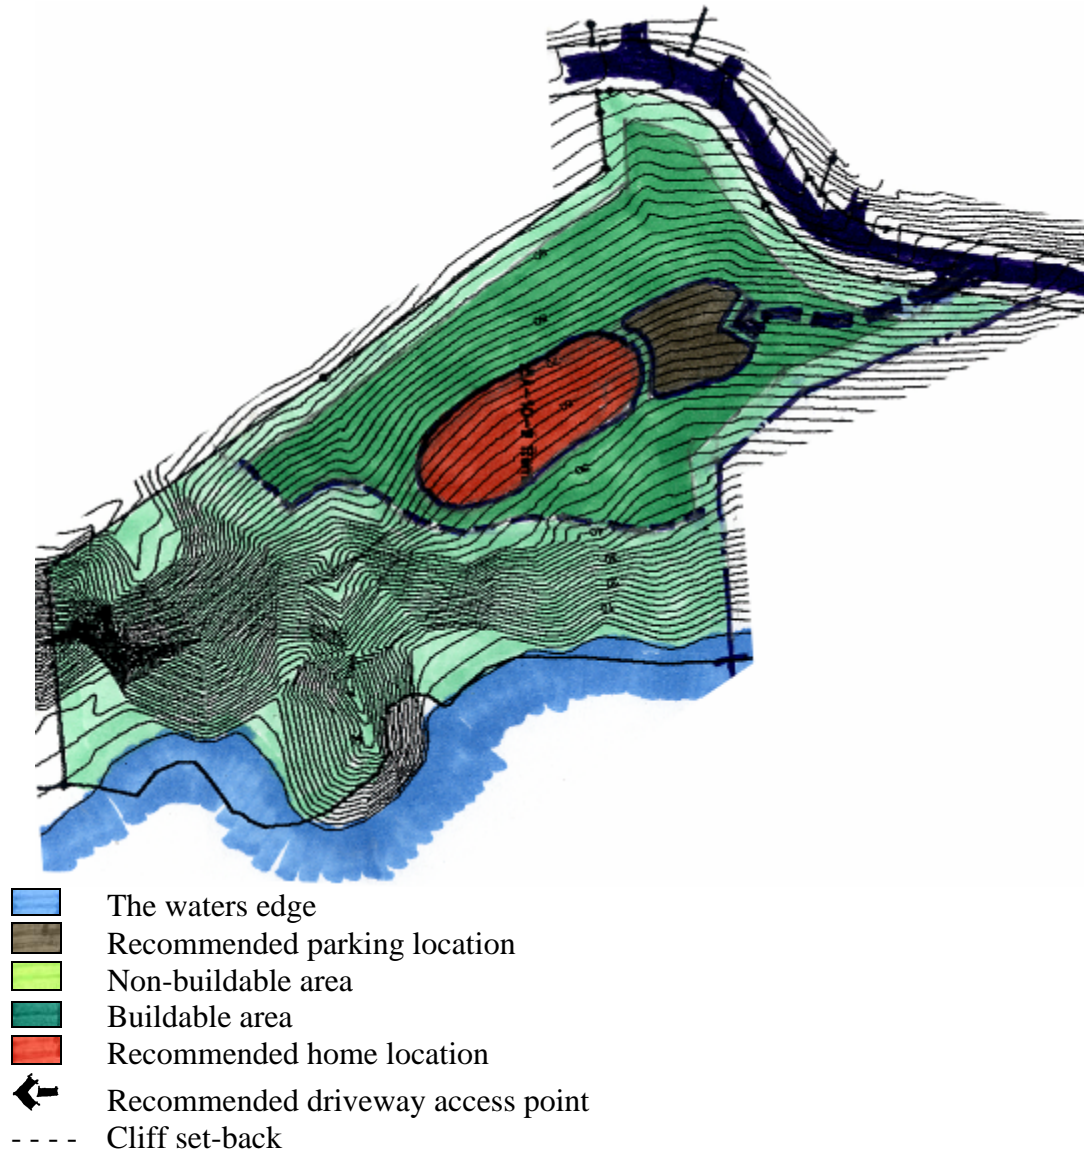 The waters edge
Recommended parking location
Non-buildable area
Buildable area
Recommended home location
Recommended driveway access point
Cliff set-back